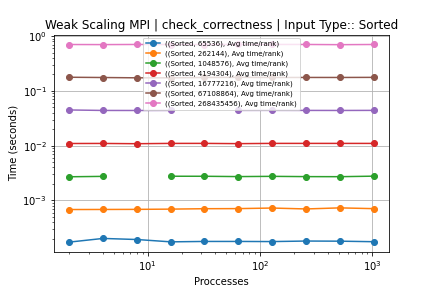 Weak Scaling MPI | check_correctness | Input Type:: Sorted
((Sorted, 65536), Avg time/rank)
((Sorted, 262144), Avg time/rank)
((Sorted, 1048576), Avg time/rank)
((Sorted, 4194304), Avg time/rank)
((Sorted, 16777216), Avg time/rank)
((Sorted, 67108864), Avg time/rank)
((Sorted, 268435456), Avg time/rank)
Time (seconds)
10⁰
10⁻¹
10⁻²
10⁻³
10¹
10²
10³
Proccesses